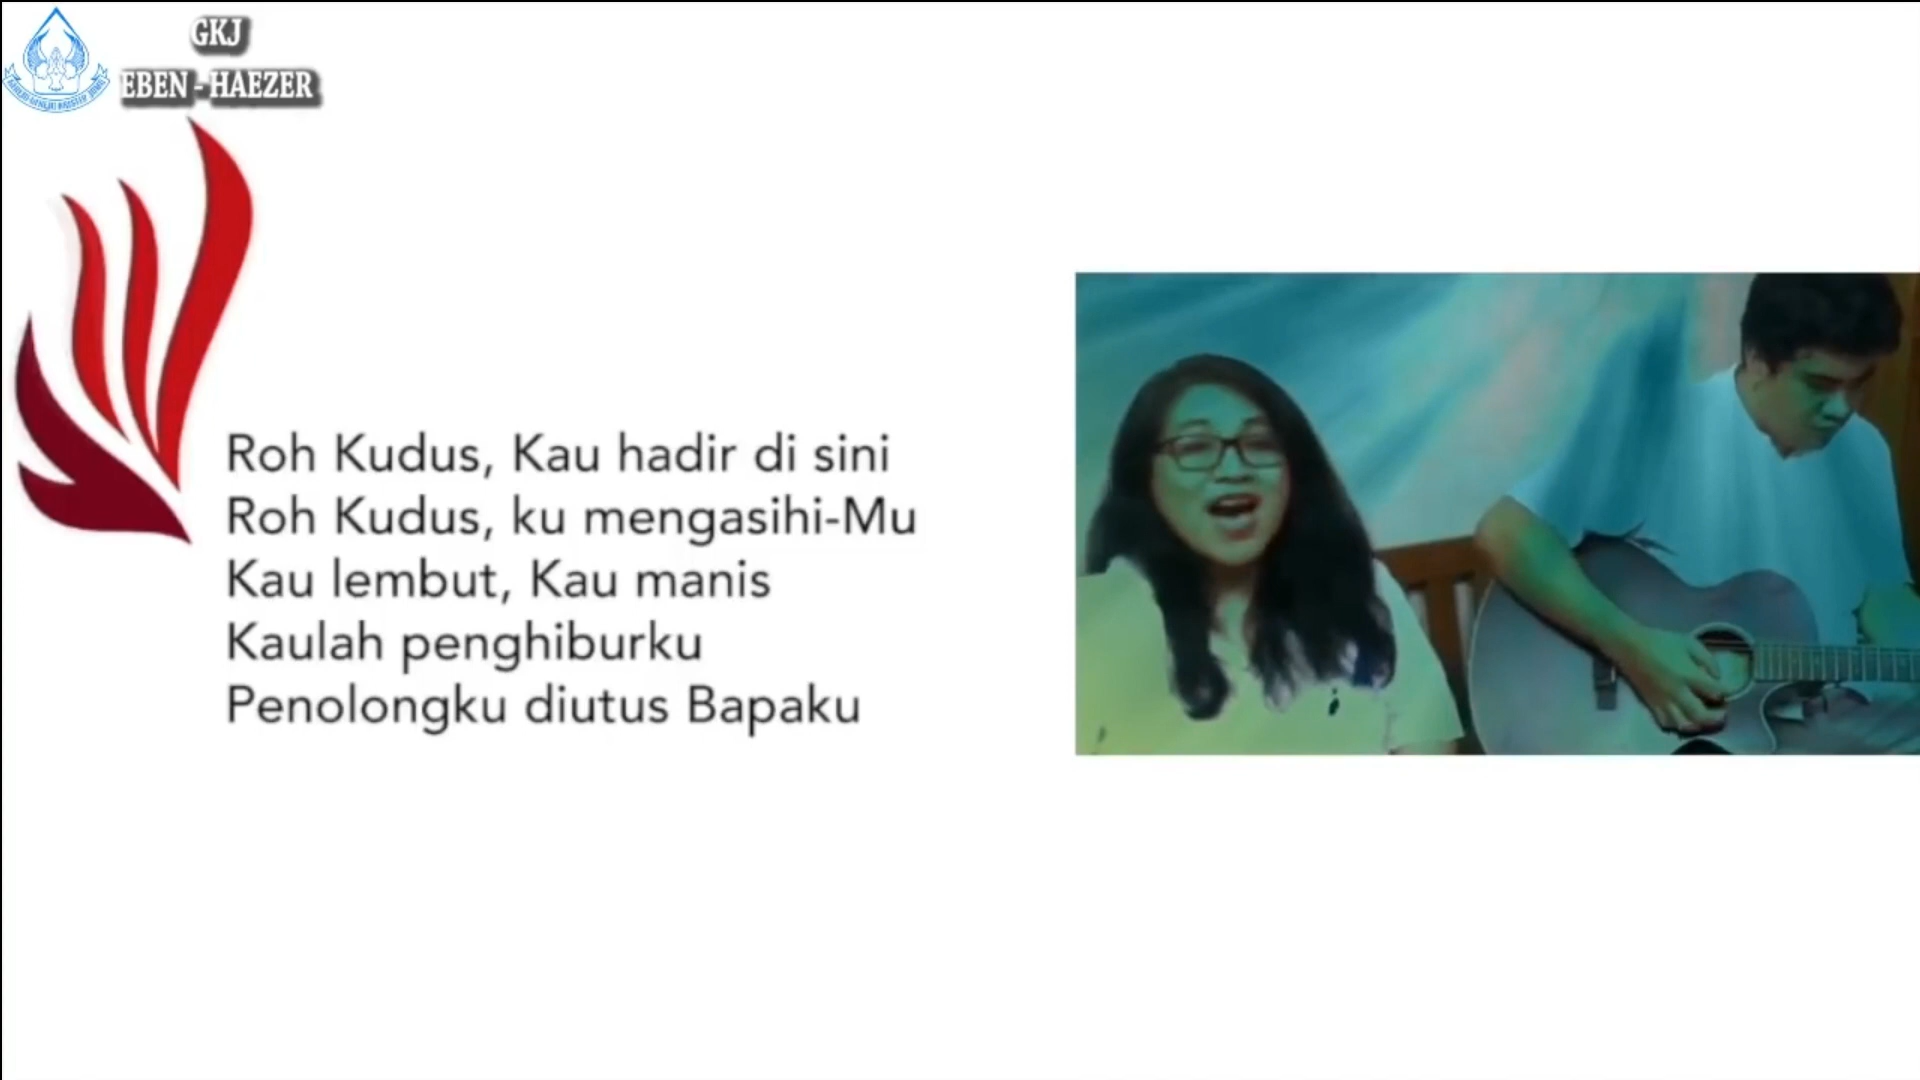 GKJ
EBEN - HAEZER
Roh Kudus, Kau hadir di sini
Roh Kudus, ku mengasihi-Mu
Kau lembut, Kau manis
Kaulah penghiburku
Penolongku diutus Bapaku